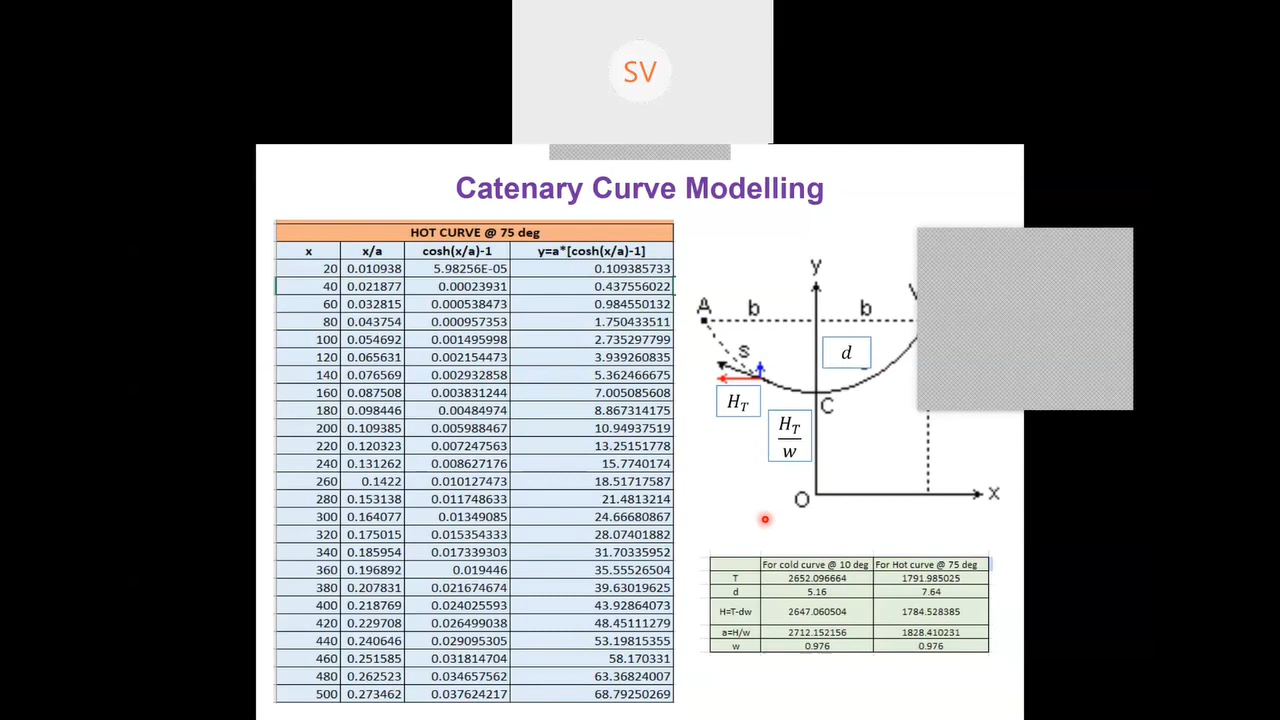 SV
Catenary Curve Modelling
HOT CURVE @ 75 deg
x x/a cosh(x/a)-1 y=a*[cosh(x/a)-1]
20 0.010938 5.98256E-05 0.109385733
40 0.021877 0.00023931 0.437556022
60 0.032815 0.000538473 0.984550132
80 0.043754 0.000957353 1.750433511
100 0.054692 0.001495998 2.735297799
120 0.065631 0.002154473 3.939260835
140 0.076569 0.002932858 5.362466675
160 0.087508 0.003831244 7.005085608
180 0.098446 0.00484974 8.867314175
200 0.109385 0.005988467 10.94937519
220 0.120323 0.007247563 13.25151778
240 0.131262 0.008627176 15.7740174
260 0.1422 0.010127473 18.51717587
280 0.153138 0.011748633 21.4813214
300 0.164077 0.01349085 24.66680867
320 0.175015 0.015354333 28.07401882
340 0.185954 0.017339303 31.70335952
360 0.196892 0.019446 35.55526504
380 0.207831 0.021674674 39.63019625
400 0.218769 0.024025593 43.92864073
420 0.229708 0.026499038 48.45111279
440 0.240646 0.029095305 53.19815355
460 0.251585 0.031814704 58.170331
480 0.262523 0.034657562 63.36824007
500 0.273462 0.037624217 68.79250269
y
A b b
s d
H_T
C
H_T
w
O x
For cold curve @ 10 deg For Hot curve @ 75 deg
T 2652.096664 1791.985025
d 5.16 7.64
H=T-dw 2647.060504 1784.528385
a=H/w 2712.152156 1828.410231
w 0.976 0.976